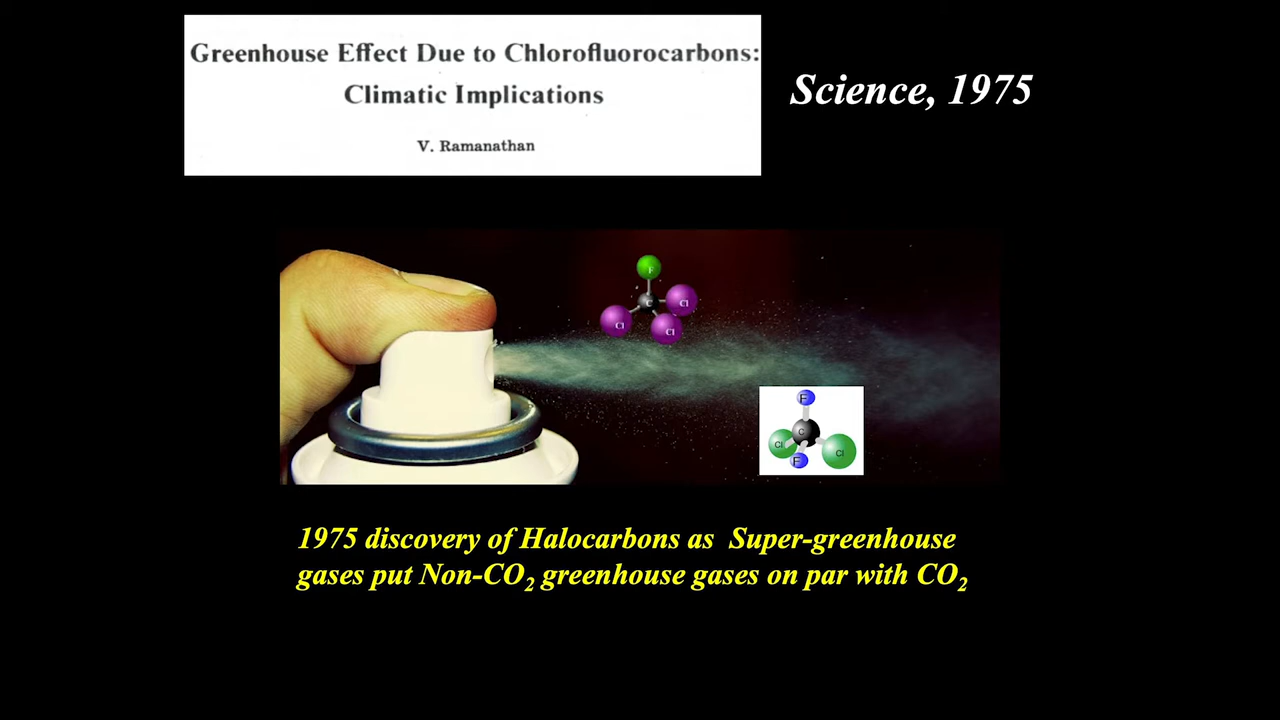 Greenhouse Effect Due to Chlorofluorocarbons:
Climatic Implications
V. Ramanathan
Science, 1975
F
C
Cl
Cl
Cl
F
C
Cl
Cl
F
1975 discovery of Halocarbons as Super-greenhouse
gases put Non-CO₂ greenhouse gases on par with CO₂